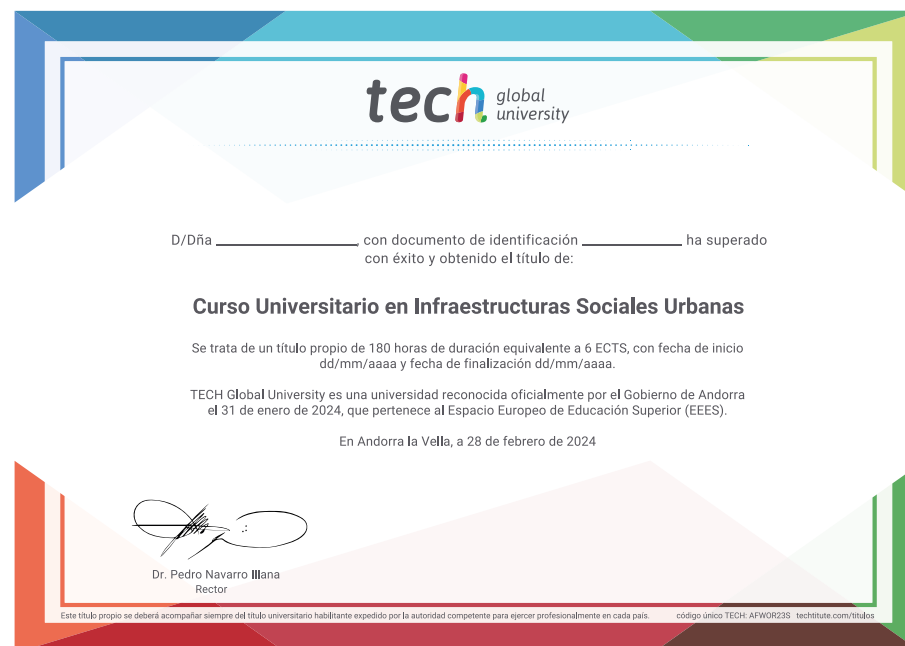 tech global university
D/Dña ______________, con documento de identificación __________ ha superado
con éxito y obtenido el título de:
Curso Universitario en Infraestructuras Sociales Urbanas
Se trata de un título propio de 180 horas de duración equivalente a 6 ECTS, con fecha de inicio
dd/mm/aaaa y fecha de finalización dd/mm/aaaa.
TECH Global University es una universidad reconocida oficialmente por el Gobierno de Andorra
el 31 de enero de 2024, que pertenece al Espacio Europeo de Educación Superior (EEES).
En Andorra la Vella, a 28 de febrero de 2024
Dr. Pedro Navarro Illana
Rector
Este título propio se deberá acompañar siempre del título universitario habilitante expedido por la autoridad competente para ejercer profesionalmente en cada país. código único TECH: AFWOR23S techtitute.com/titulos